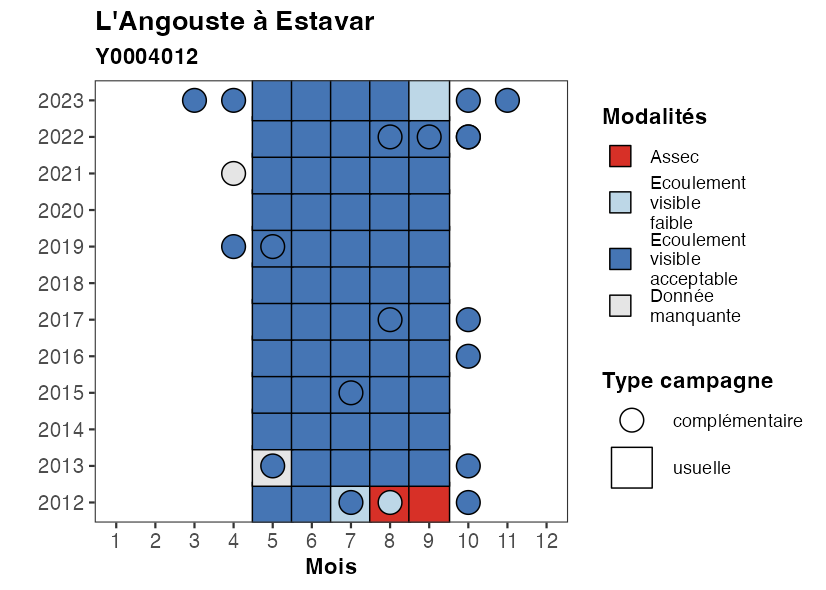 L'Angouste à Estavar
Y0004012
2023
2022
2021
2020
2019
2018
2017
2016
2015
2014
2013
2012
1 2 3 4 5 6 7 8 9 10 11 12
Mois
Modalités
Assec
Ecoulement
visible
faible
Ecoulement
visible
acceptable
Donnée
manquante
Type campagne
complémentaire
usuelle